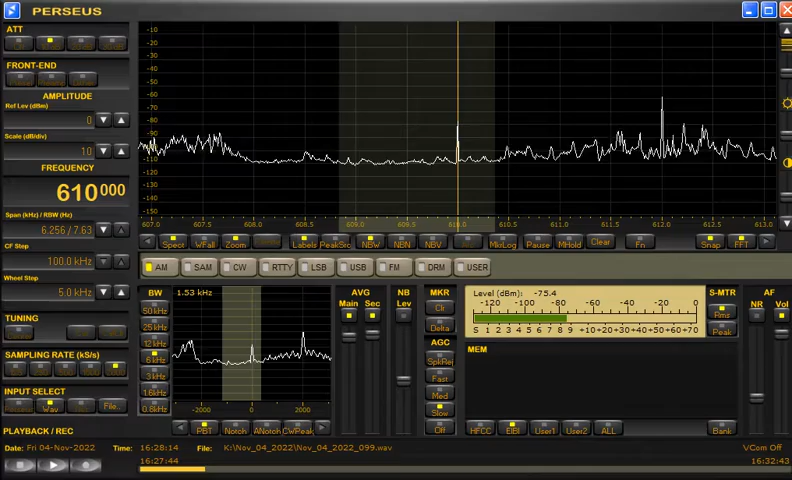 PERSEUS
ATT
FRONT-END
AMPLITUDE
Ref Lev (dBm)
0
Scale (dB/div)
10
FREQUENCY
610000
Span (kHz) / RBW (Hz)
6.256 / 7.63
CF Step
100.0 kHz
Wheel Step
5.0 kHz
TUNING
SAMPLING RATE (kS/s)
INPUT SELECT
Wav
File..
-10
-20
-30
-40
-50
-60
-70
-80
-90
-100
-110
-120
-130
-140
-150
607.0 607.5 608.0 608.5 609.0 609.5 610.0 610.5 611.0 611.5 612.0 612.5 613.0
Spect WFall Zoom Labels PeakSrc NBW NBN NBV MkrLog Pause MHold Clear Fn Snap FFT
AM SAM CW RTTY LSB USB FM DRM USER
BW
50 kHz
25 kHz
12 kHz
6 kHz
3 kHz
1.6kHz
0.8kHz
1.53 kHz
-2000 0 2000
PBT Notch ANotch CWPeak
AVG
Main Sec
NB
Lev
MKR
Clr
Delta
AGC
SpkRej
Fast
Med
Slow
Off
Level (dBm): -75.4
-120 -100 -80 -60 -40 -20 0
S 1 2 3 4 5 6 7 8 9 +10 20 30 40 50 60 +70
S-MTR
Rms
Peak
MEM
HFCC EIBI User1 User2 ALL Bank
AF
NR Vol
PLAYBACK / REC
Date: Fri 04-Nov-2022 Time: 16:28:14 File: K:\Nov_04_2022\Nov_04_2022_099.wav VCom Off
16:27:44 16:32:43